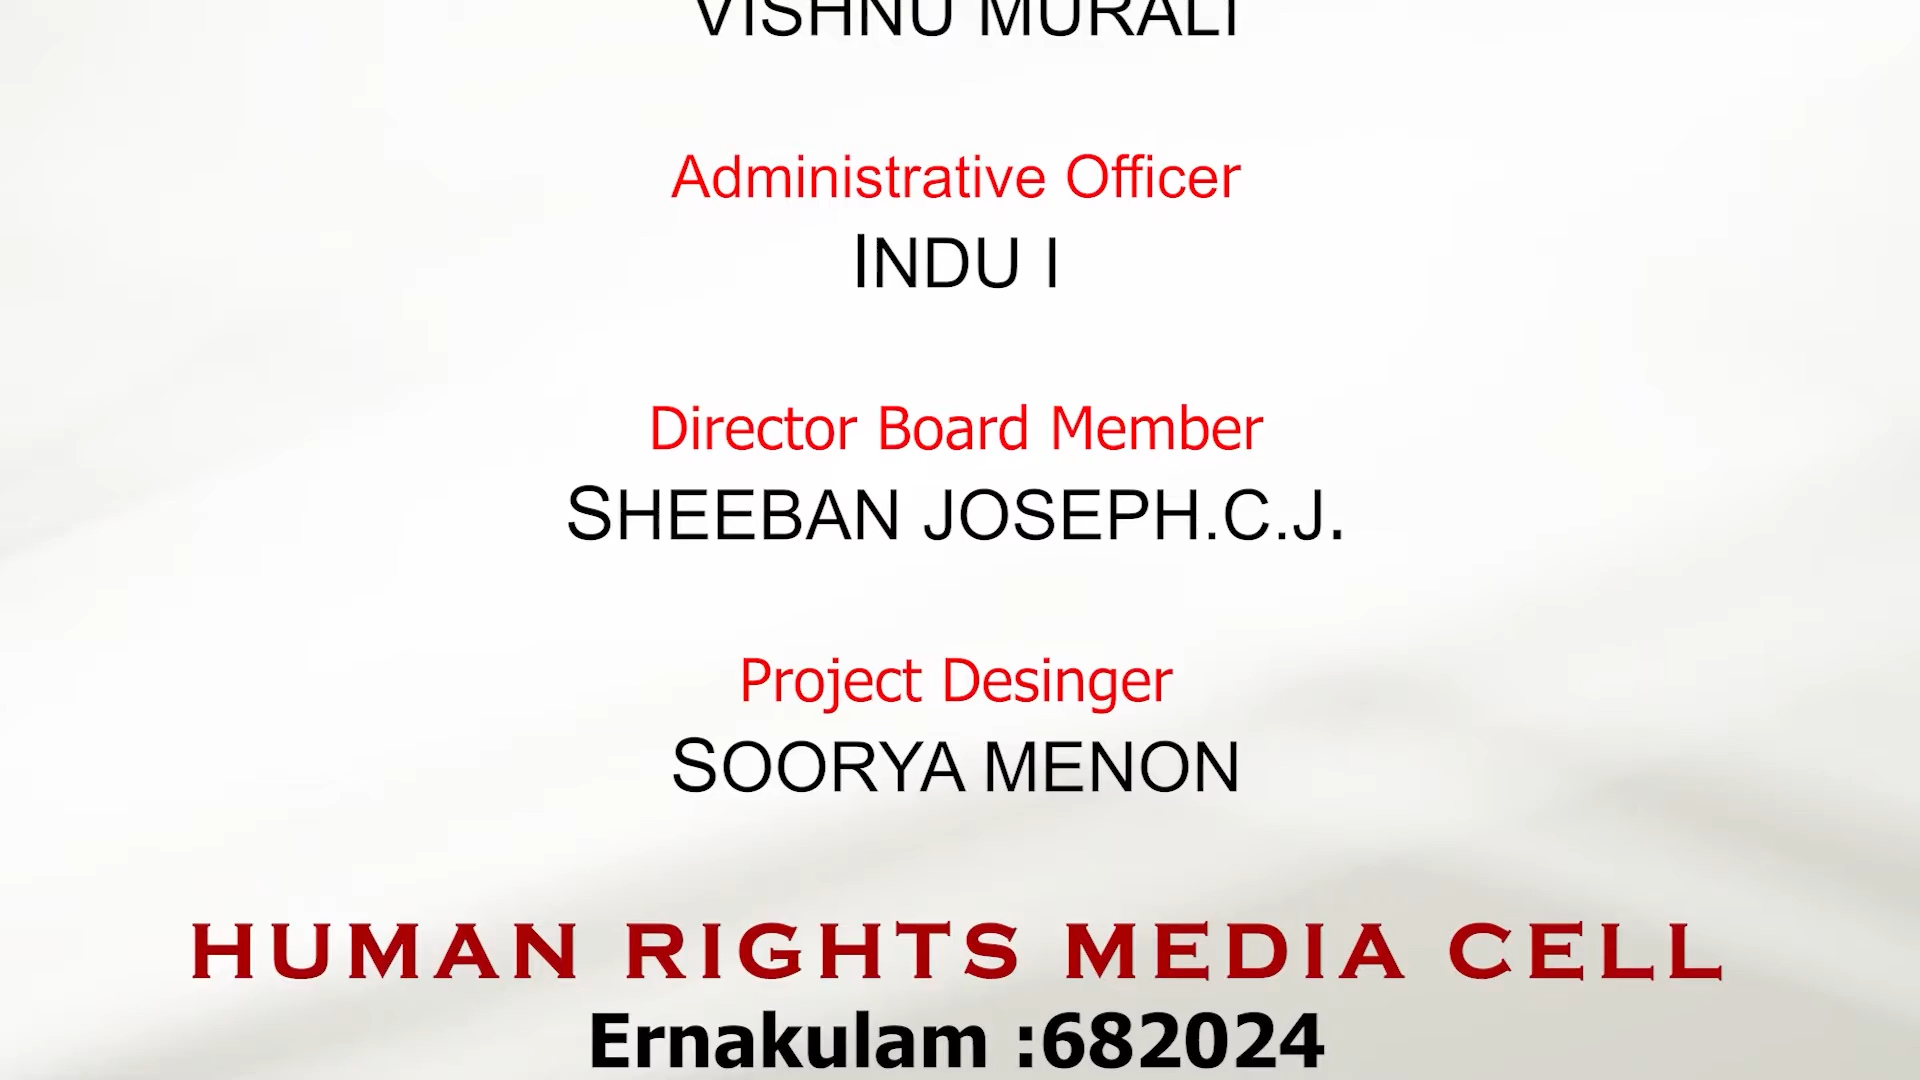 VISHNU MURALI
Administrative Officer
INDU I
Director Board Member
SHEEBAN JOSEPH.C.J.
Project Desinger
SOORYA MENON
HUMAN RIGHTS MEDIA CELL
Ernakulam :682024